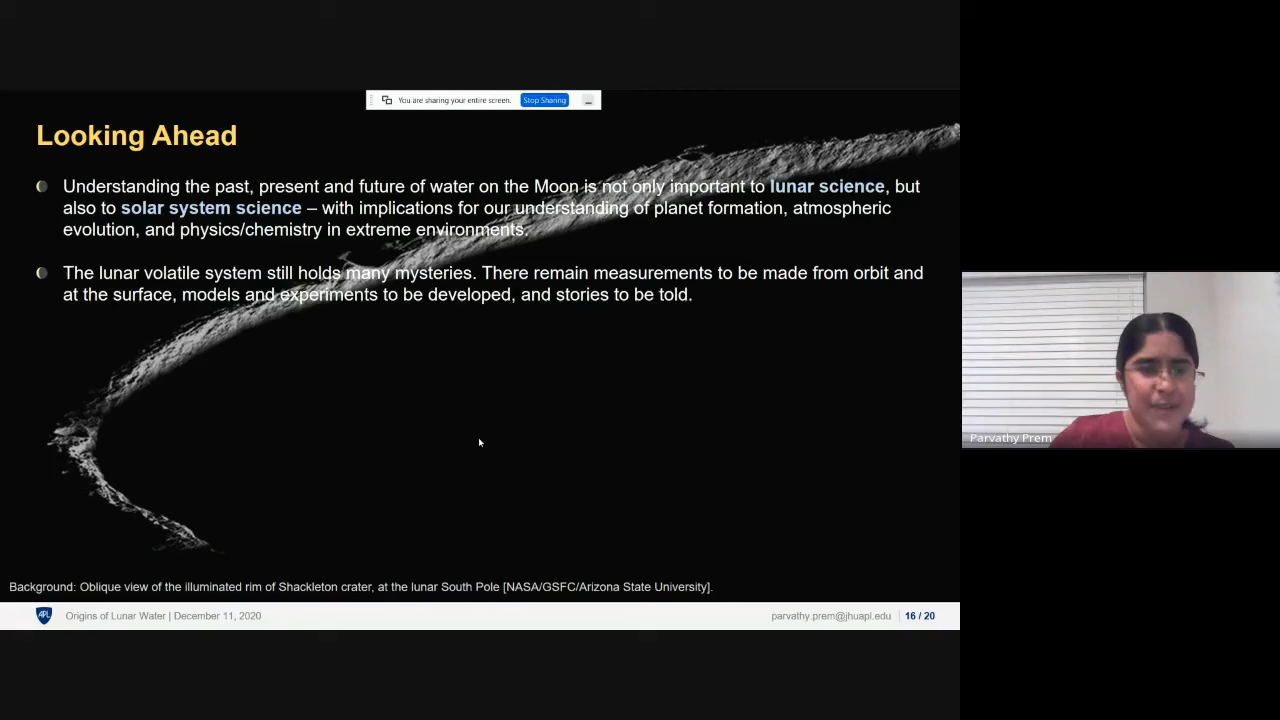 You are sharing your entire screen.
Stop Sharing
Looking Ahead
Understanding the past, present and future of water on the Moon is not only important to lunar science, but
also to solar system science – with implications for our understanding of planet formation, atmospheric
evolution, and physics/chemistry in extreme environments.
The lunar volatile system still holds many mysteries. There remain measurements to be made from orbit and
at the surface, models and experiments to be developed, and stories to be told.
Parvathy Prem
Background: Oblique view of the illuminated rim of Shackleton crater, at the lunar South Pole [NASA/GSFC/Arizona State University].
APL
Origins of Lunar Water | December 11, 2020
parvathy.prem@jhuapl.edu
16 / 20